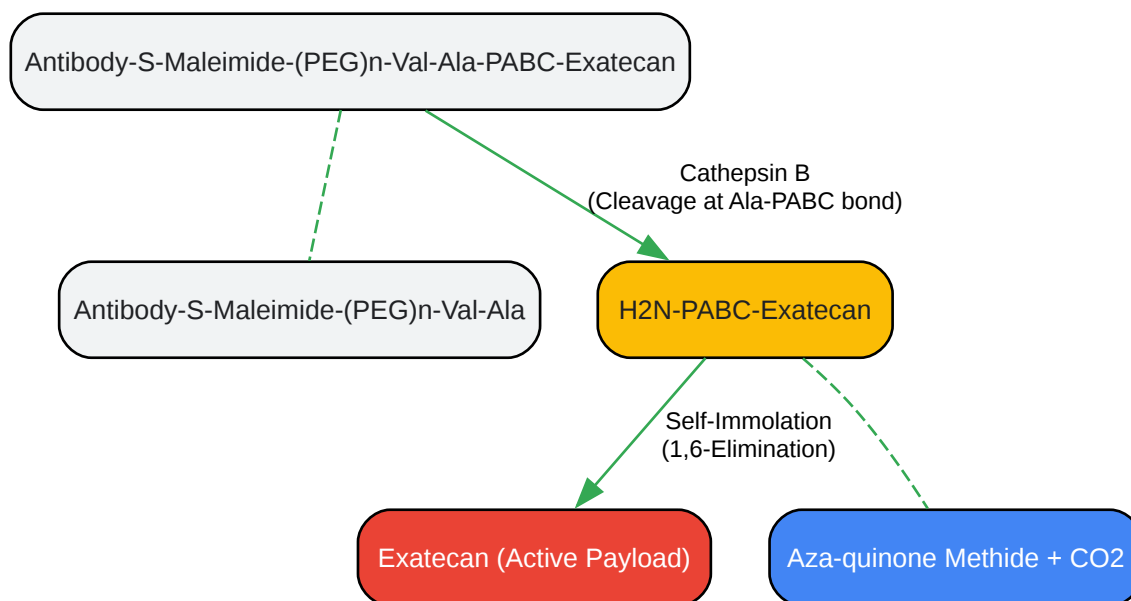 Antibody-S-Maleimide-(PEG)n-Val-Ala-PABC-Exatecan
Cathepsin B
(Cleavage at Ala-PABC bond)
Antibody-S-Maleimide-(PEG)n-Val-Ala
H2N-PABC-Exatecan
Self-Immolation
(1,6-Elimination)
Exatecan (Active Payload)
Aza-quinone Methide + CO2